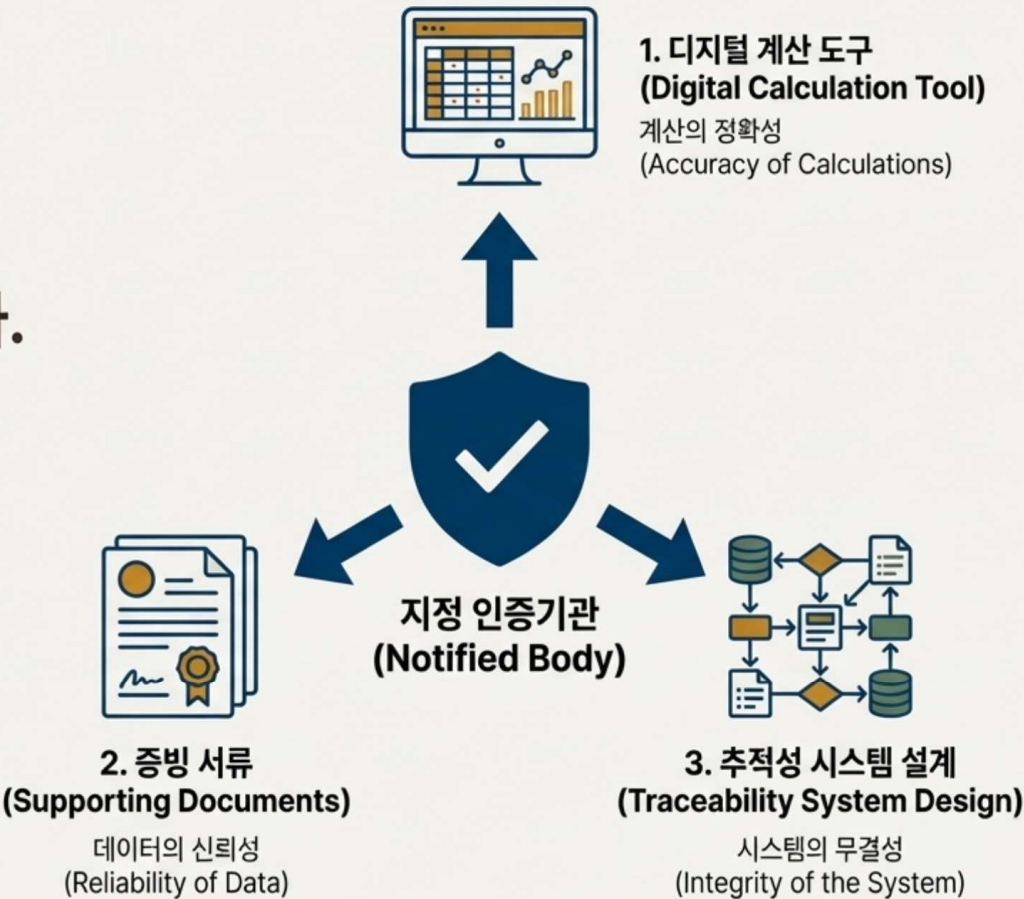 1. 디지털 계산 도구
(Digital Calculation Tool)
계산의 정확성
(Accuracy of Calculations)
지정 인증기관
(Notified Body)
2. 증빙 서류
(Supporting Documents)
데이터의 신뢰성
(Reliability of Data)
3. 추적성 시스템 설계
(Traceability System Design)
시스템의 무결성
(Integrity of the System)